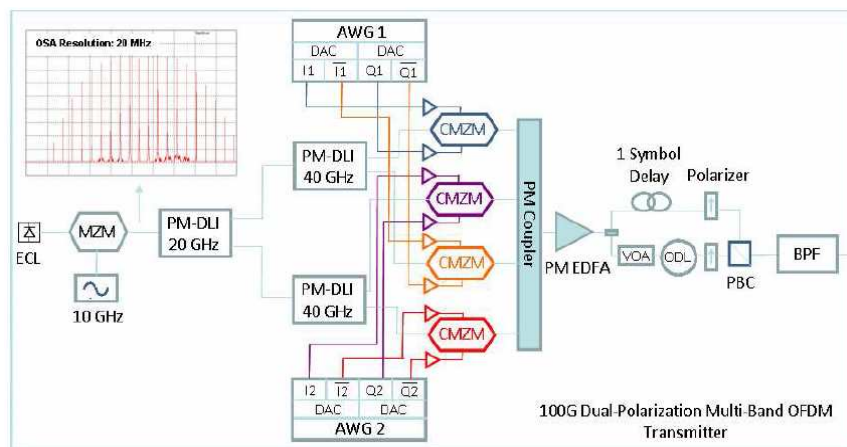 OSA Resolution: 20 MHz
AWG 1
DAC DAC
I1 I1 Q1 Q1
CMZM
PM-DLI
40 GHz
CMZM
PM-DLI
20 GHz
MZM
ECL
10 GHz
CMZM
PM-DLI
40 GHz
CMZM
PM Coupler
PM EDFA
1 Symbol
Delay
Polarizer
VOA
ODL
PBC
BPF
I2 I2 Q2 Q2
DAC DAC
AWG 2
100G Dual-Polarization Multi-Band OFDM
Transmitter